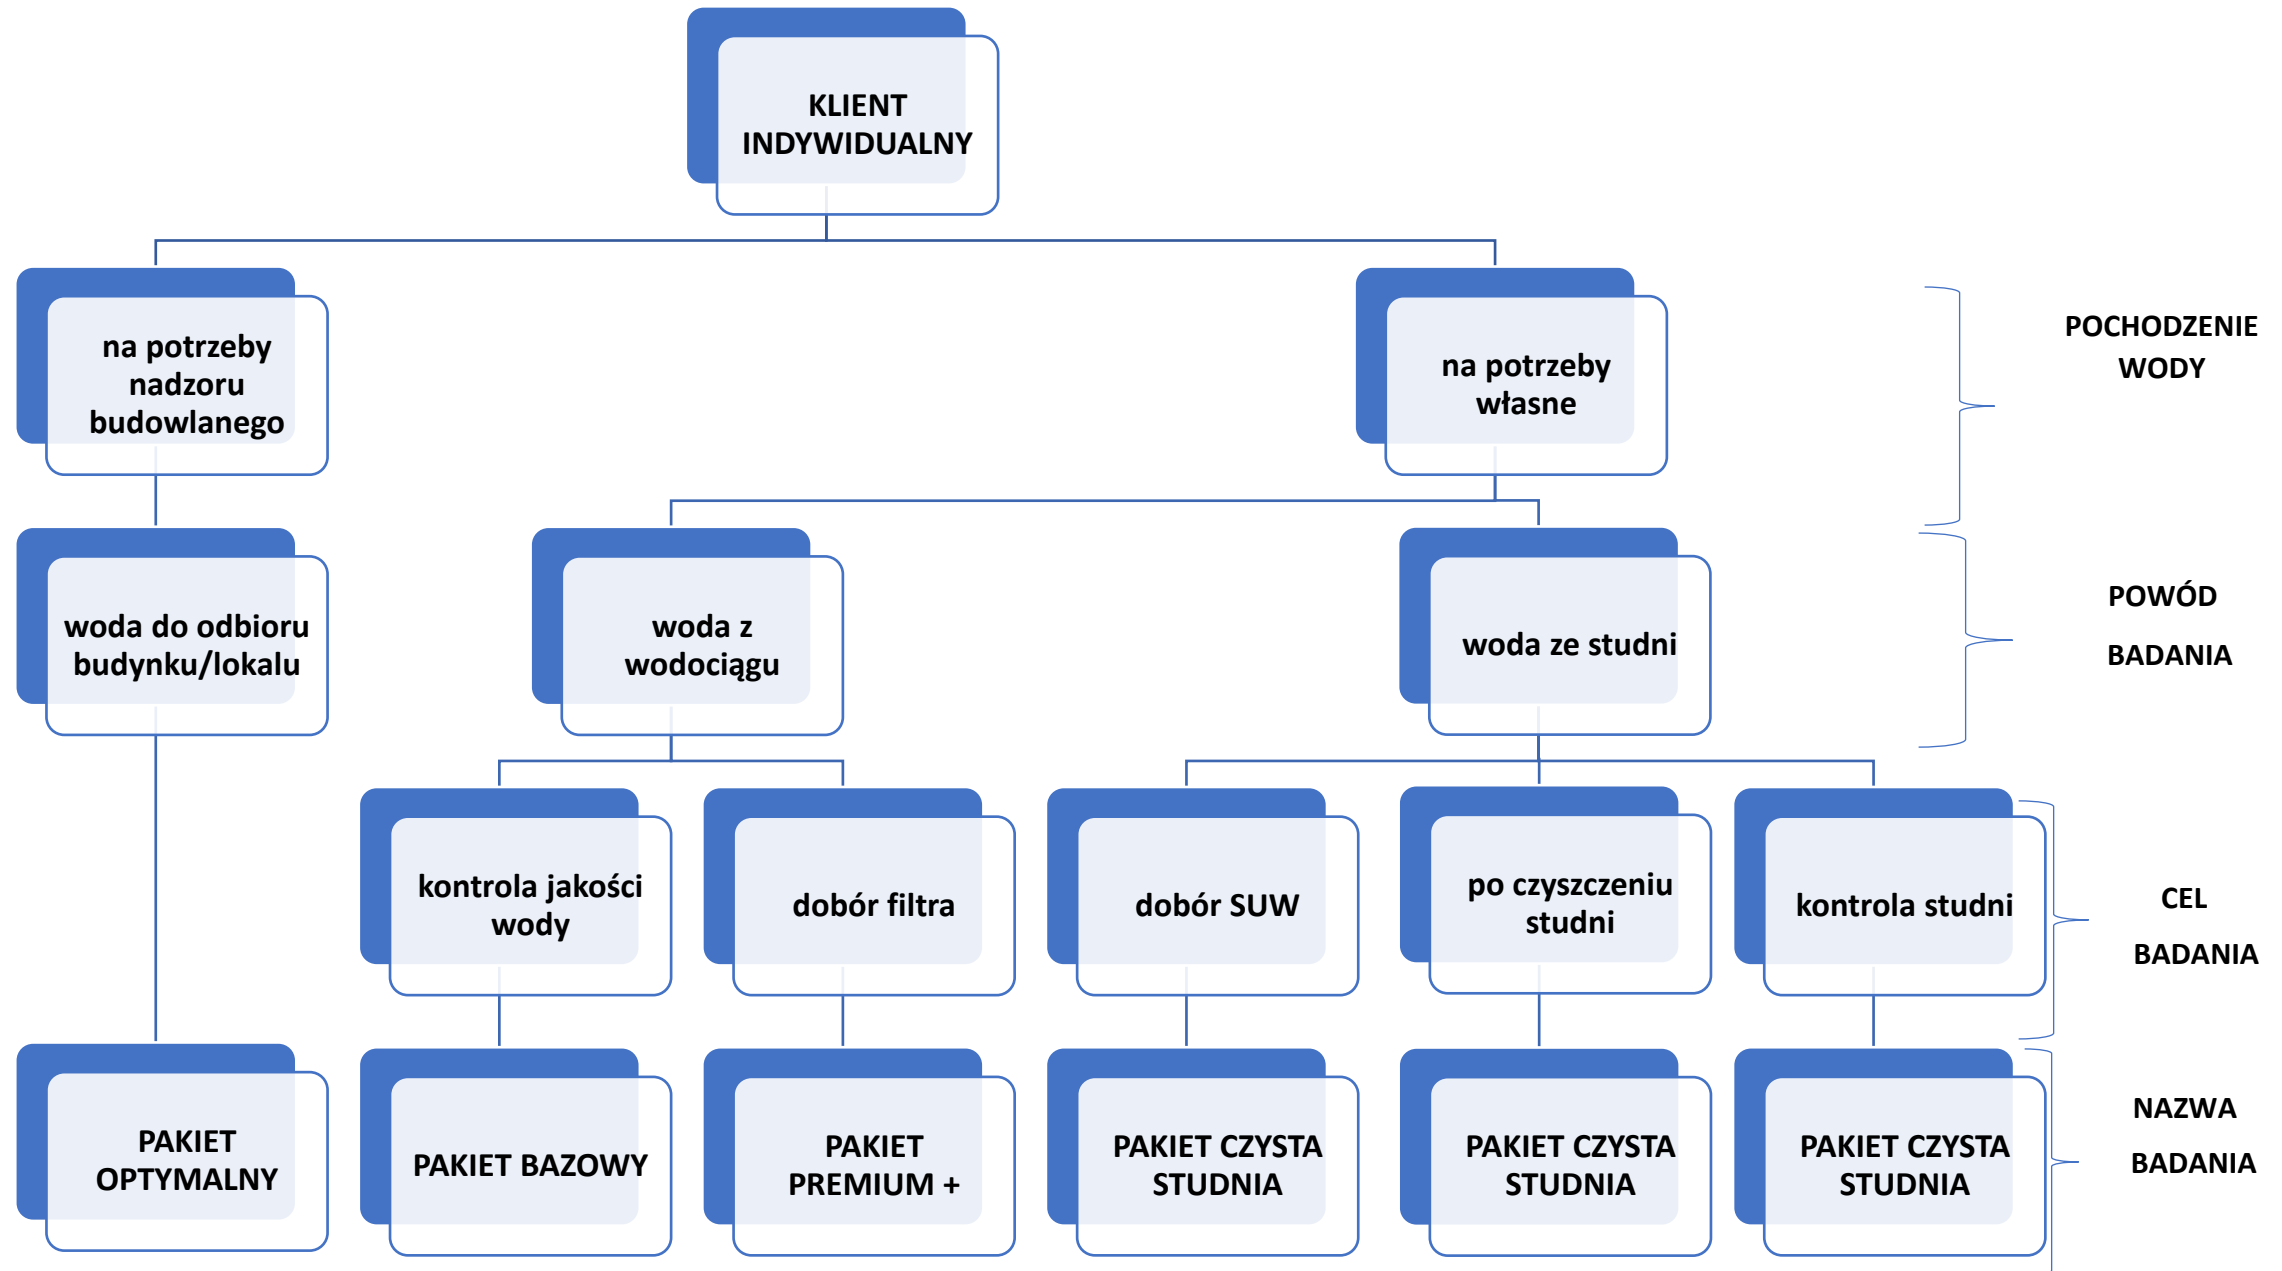 KLIENT
INDYWIDUALNY
na potrzeby
nadzoru
budowlanego
na potrzeby
własne
POCHODZENIE
WODY
woda do odbioru
budynku/lokalu
woda z
wodociągu
woda ze studni
POWÓD
BADANIA
kontrola jakości
wody
dobór filtra
dobór SUW
po czyszczeniu
studni
kontrola studni
CEL
BADANIA
PAKIET
OPTYMALNY
PAKIET BAZOWY
PAKIET
PREMIUM +
PAKIET CZYSTA
STUDNIA
PAKIET CZYSTA
STUDNIA
PAKIET CZYSTA
STUDNIA
NAZWA
BADANIA